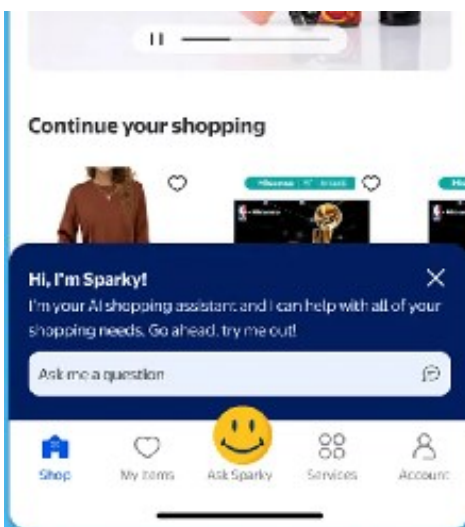 Continue your shopping
Hi, I'm Sparky!
I'm your AI shopping assistant and I can help with all of your
shopping needs. Go ahead, try me out!
Ask me a question
Shop
My Items
Ask Sparky
Services
Account